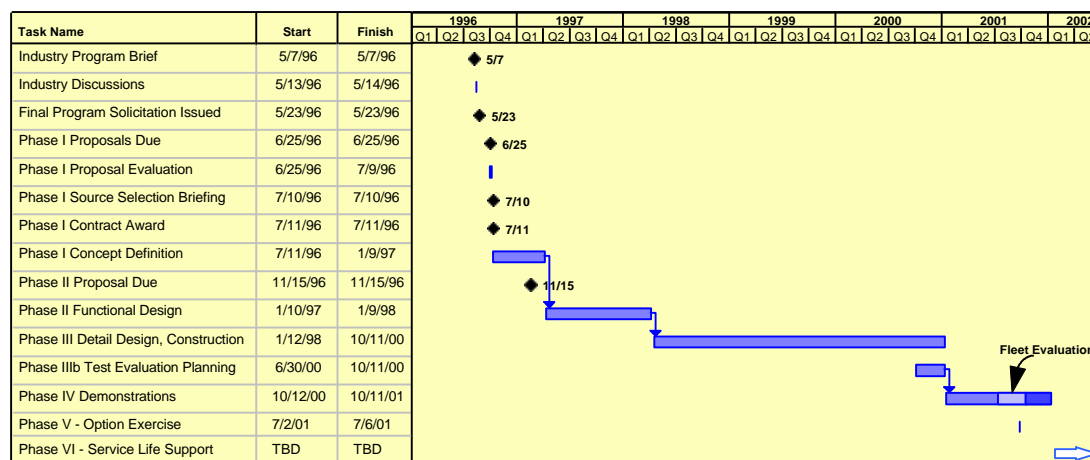 1996 1997 1998 1999 2000 2001 2002
Task Name Start Finish Q1 Q2 Q3 Q4 Q1 Q2 Q3 Q4 Q1 Q2 Q3 Q4 Q1 Q2 Q3 Q4 Q1 Q2 Q3 Q4 Q1 Q2 Q3 Q4 Q1
Industry Program Brief 5/7/96 5/7/96 5/7
Industry Discussions 5/13/96 5/14/96
Final Program Solicitation Issued 5/23/96 5/23/96 5/23
Phase I Proposals Due 6/25/96 6/25/96 6/25
Phase I Proposal Evaluation 6/25/96 7/9/96
Phase I Source Selection Briefing 7/10/96 7/10/96 7/10
Phase I Contract Award 7/11/96 7/11/96 7/11
Phase I Concept Definition 7/11/96 1/9/97
Phase II Proposal Due 11/15/96 11/15/96 11/15
Phase II Functional Design 1/10/97 1/9/98
Phase III Detail Design, Construction 1/12/98 10/11/00
Fleet Evaluation
Phase IIIb Test Evaluation Planning 6/30/00 10/11/00
Phase IV Demonstrations 10/12/00 10/11/01
Phase V - Option Exercise 7/2/01 7/6/01
Phase VI - Service Life Support TBD TBD